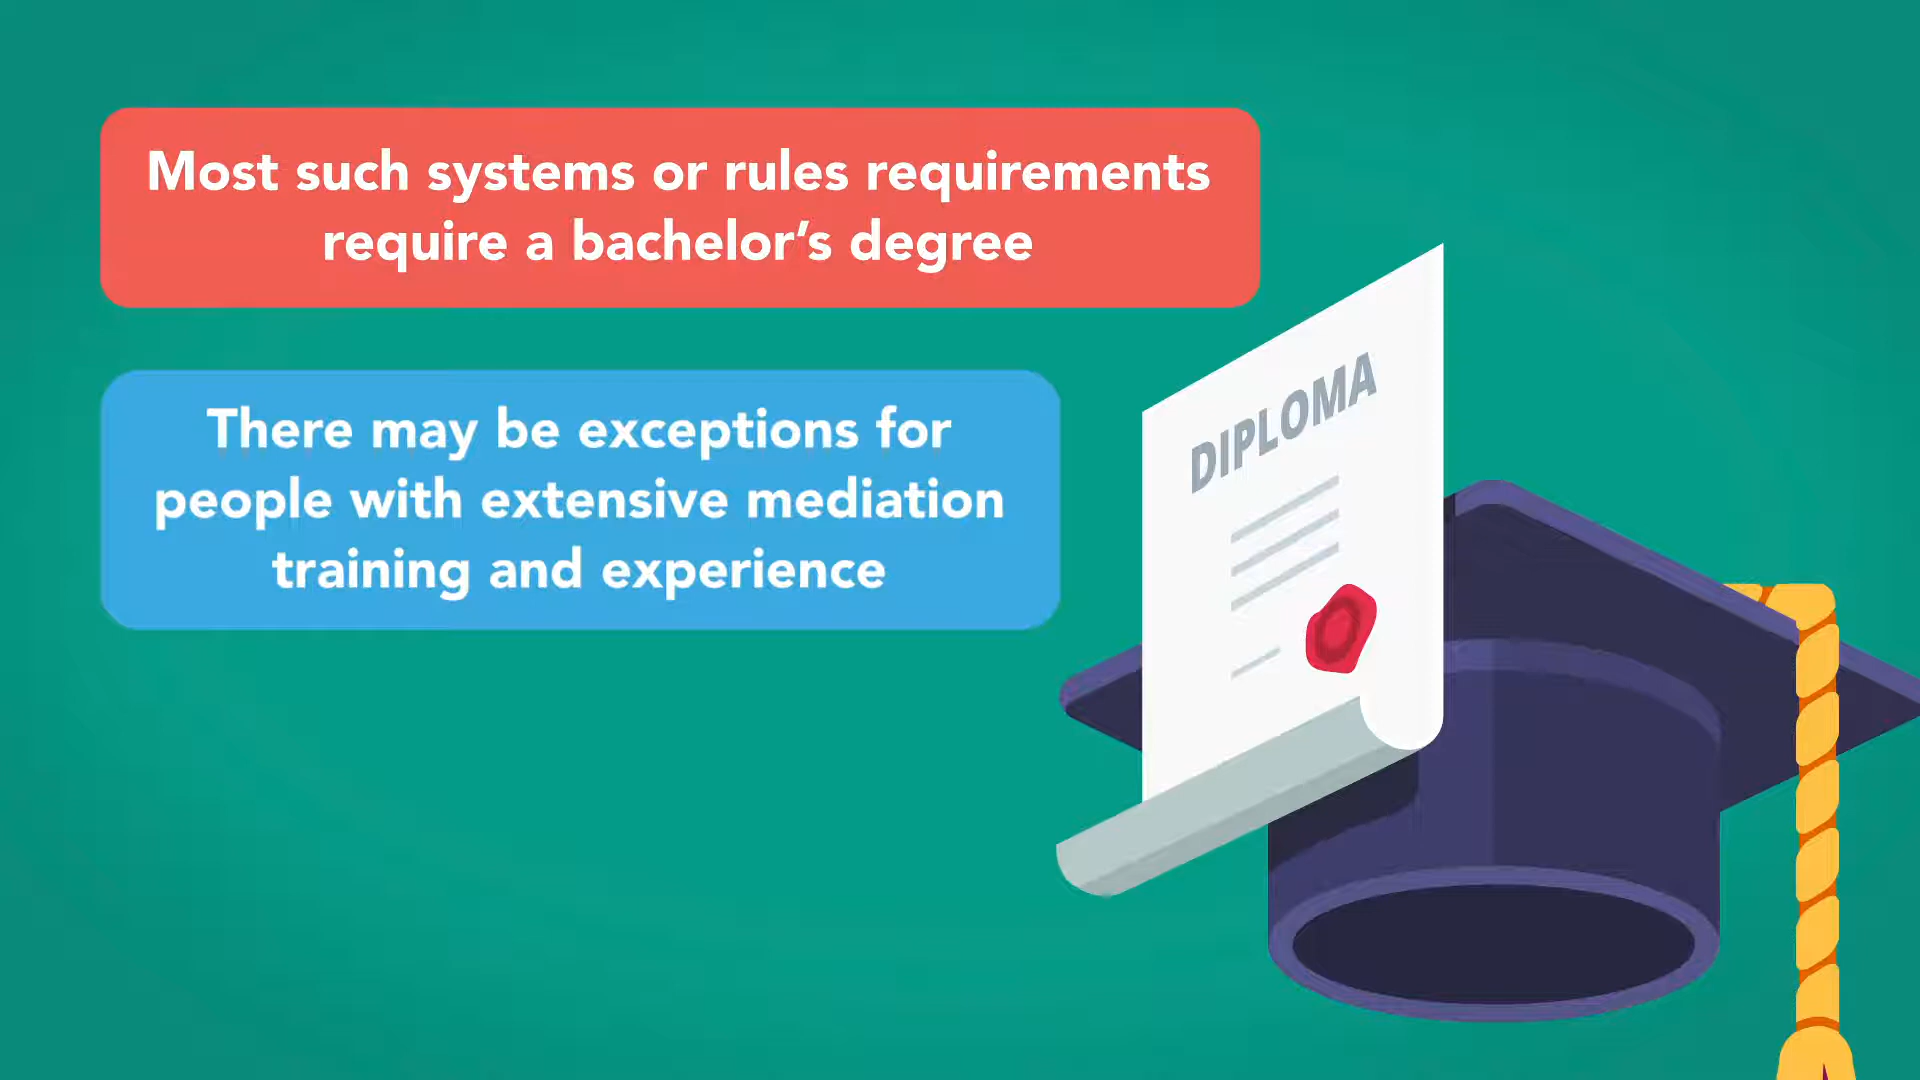 Most such systems or rules requirements
require a bachelor’s degree
There may be exceptions for
people with extensive mediation
training and experience
DIPLOMA